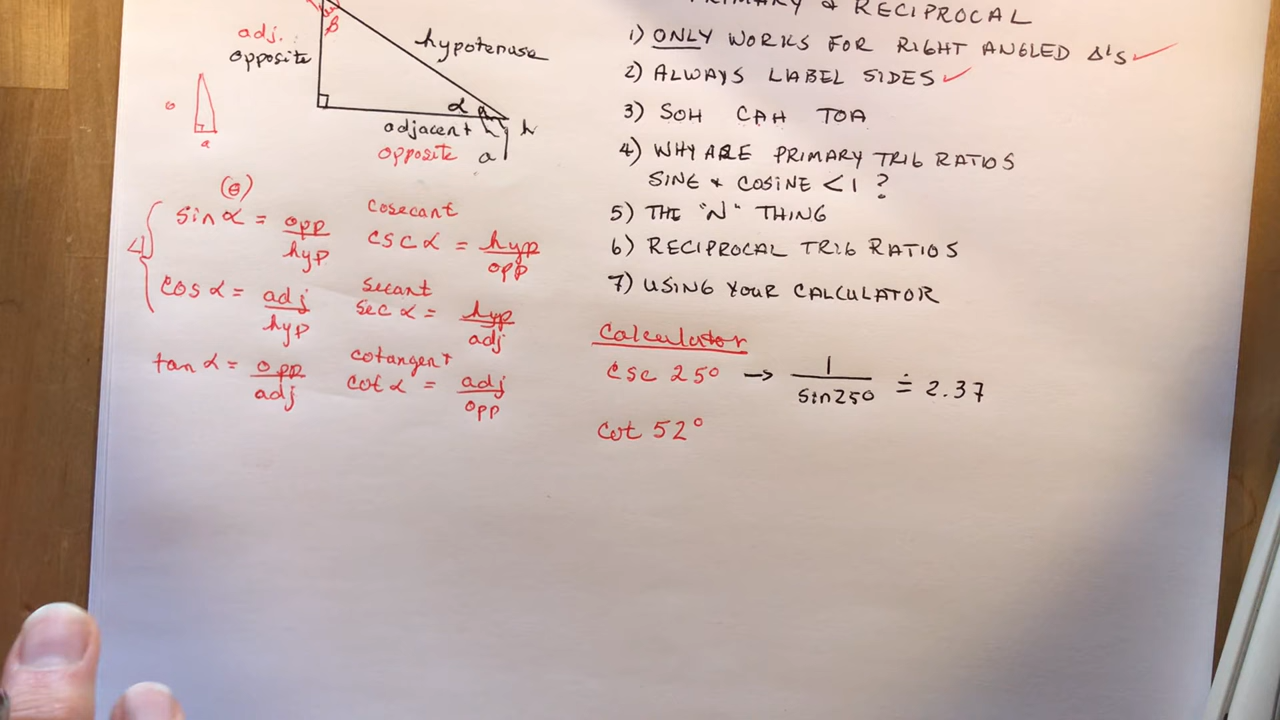 PRIMARY & RECIPROCAL
1) ONLY WORKS FOR RIGHT ANGLED Δ's ✓
2) ALWAYS LABEL SIDES ✓
3) SOH CAH TOA
4) WHY ARE PRIMARY TRIG RATIOS
SINE & COSINE < 1 ?
5) THE "N" THING
6) RECIPROCAL TRIG RATIOS
7) USING YOUR CALCULATOR
adj.
opposite
β
hypotenuse
α
adjacent
opposite
h
a
o
a
(θ)
sin α = opp/hyp
cosecant
csc α = hyp/opp
cos α = adj/hyp
secant
sec α = hyp/adj
tan α = opp/adj
cotangent
cot α = adj/opp
Calculator
csc 25° → 1/sin25° ≐ 2.37
cot 52°